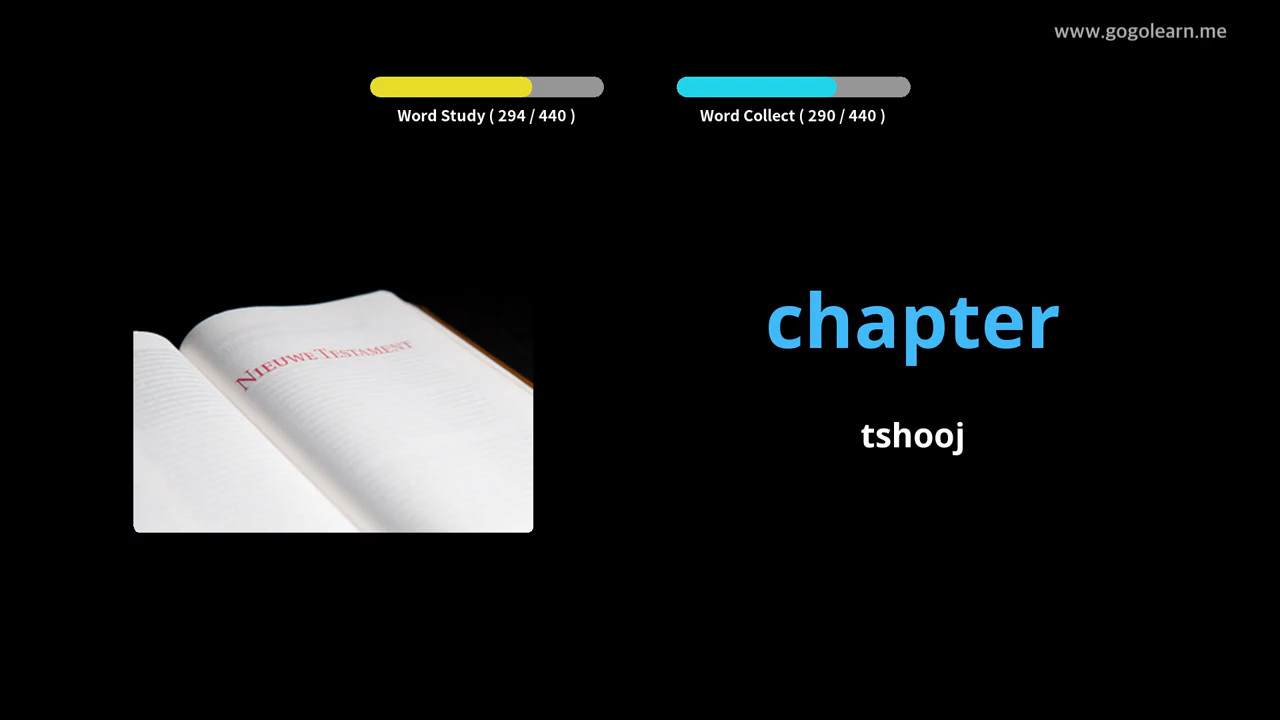 www.gogolearn.me
Word Study ( 294 / 440 )
Word Collect ( 290 / 440 )
NIEUWE TESTAMENT
chapter
tshooj